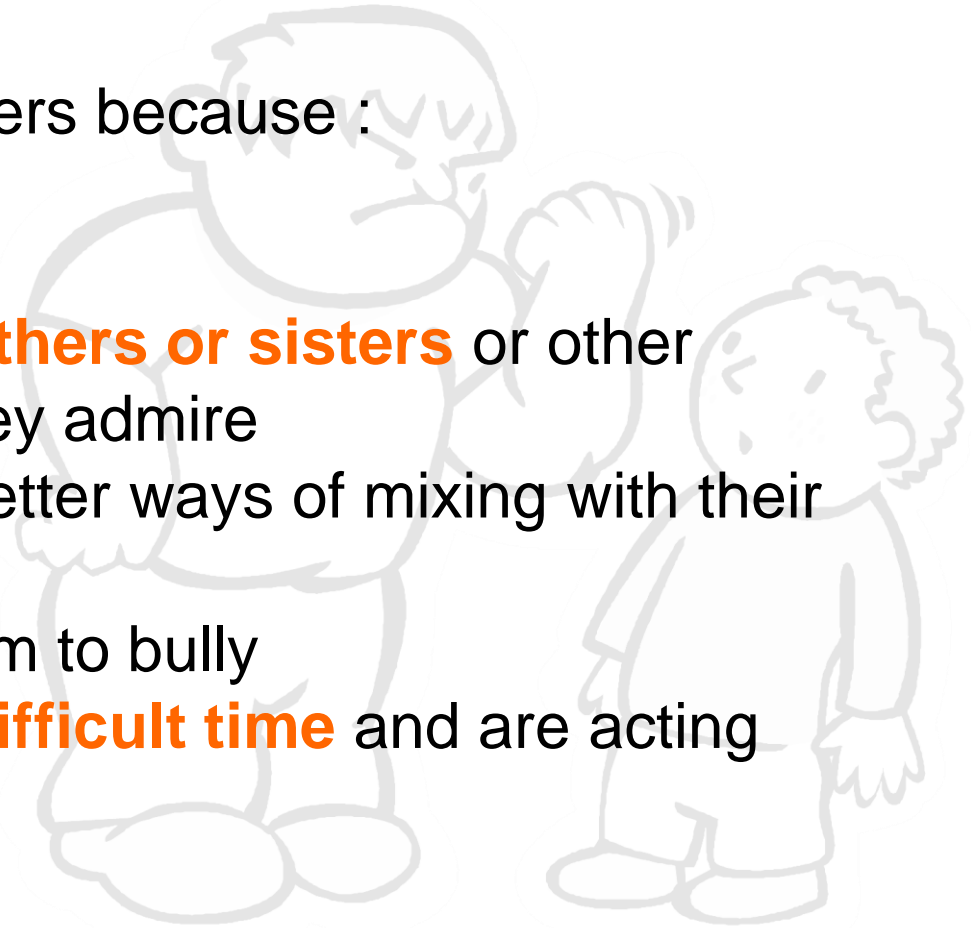 ers because :
thers or sisters or other
ey admire
etter ways of mixing with their
m to bully
ifficult time and are acting